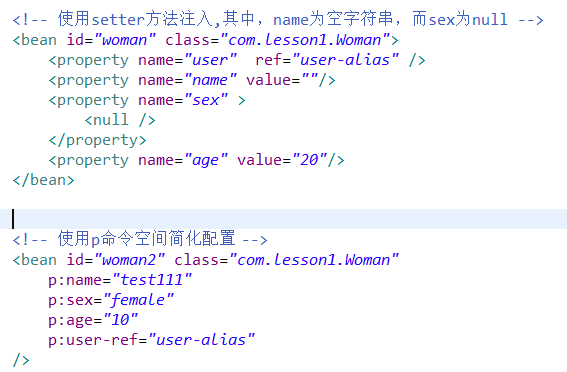 <!-- 使用setter方法注入,其中，name为空字符串，而sex为null -->
<bean id="woman" class="com.lesson1.Woman">
    <property name="user"  ref="user-alias" />
    <property name="name" value=""/>
    <property name="sex" >
        <null />
    </property>
    <property name="age" value="20"/>
</bean>
<!-- 使用p命令空间简化配置 -->
<bean id="woman2" class="com.lesson1.Woman"
    p:name="test111"
    p:sex="female"
    p:age="10"
    p:user-ref="user-alias"
/>